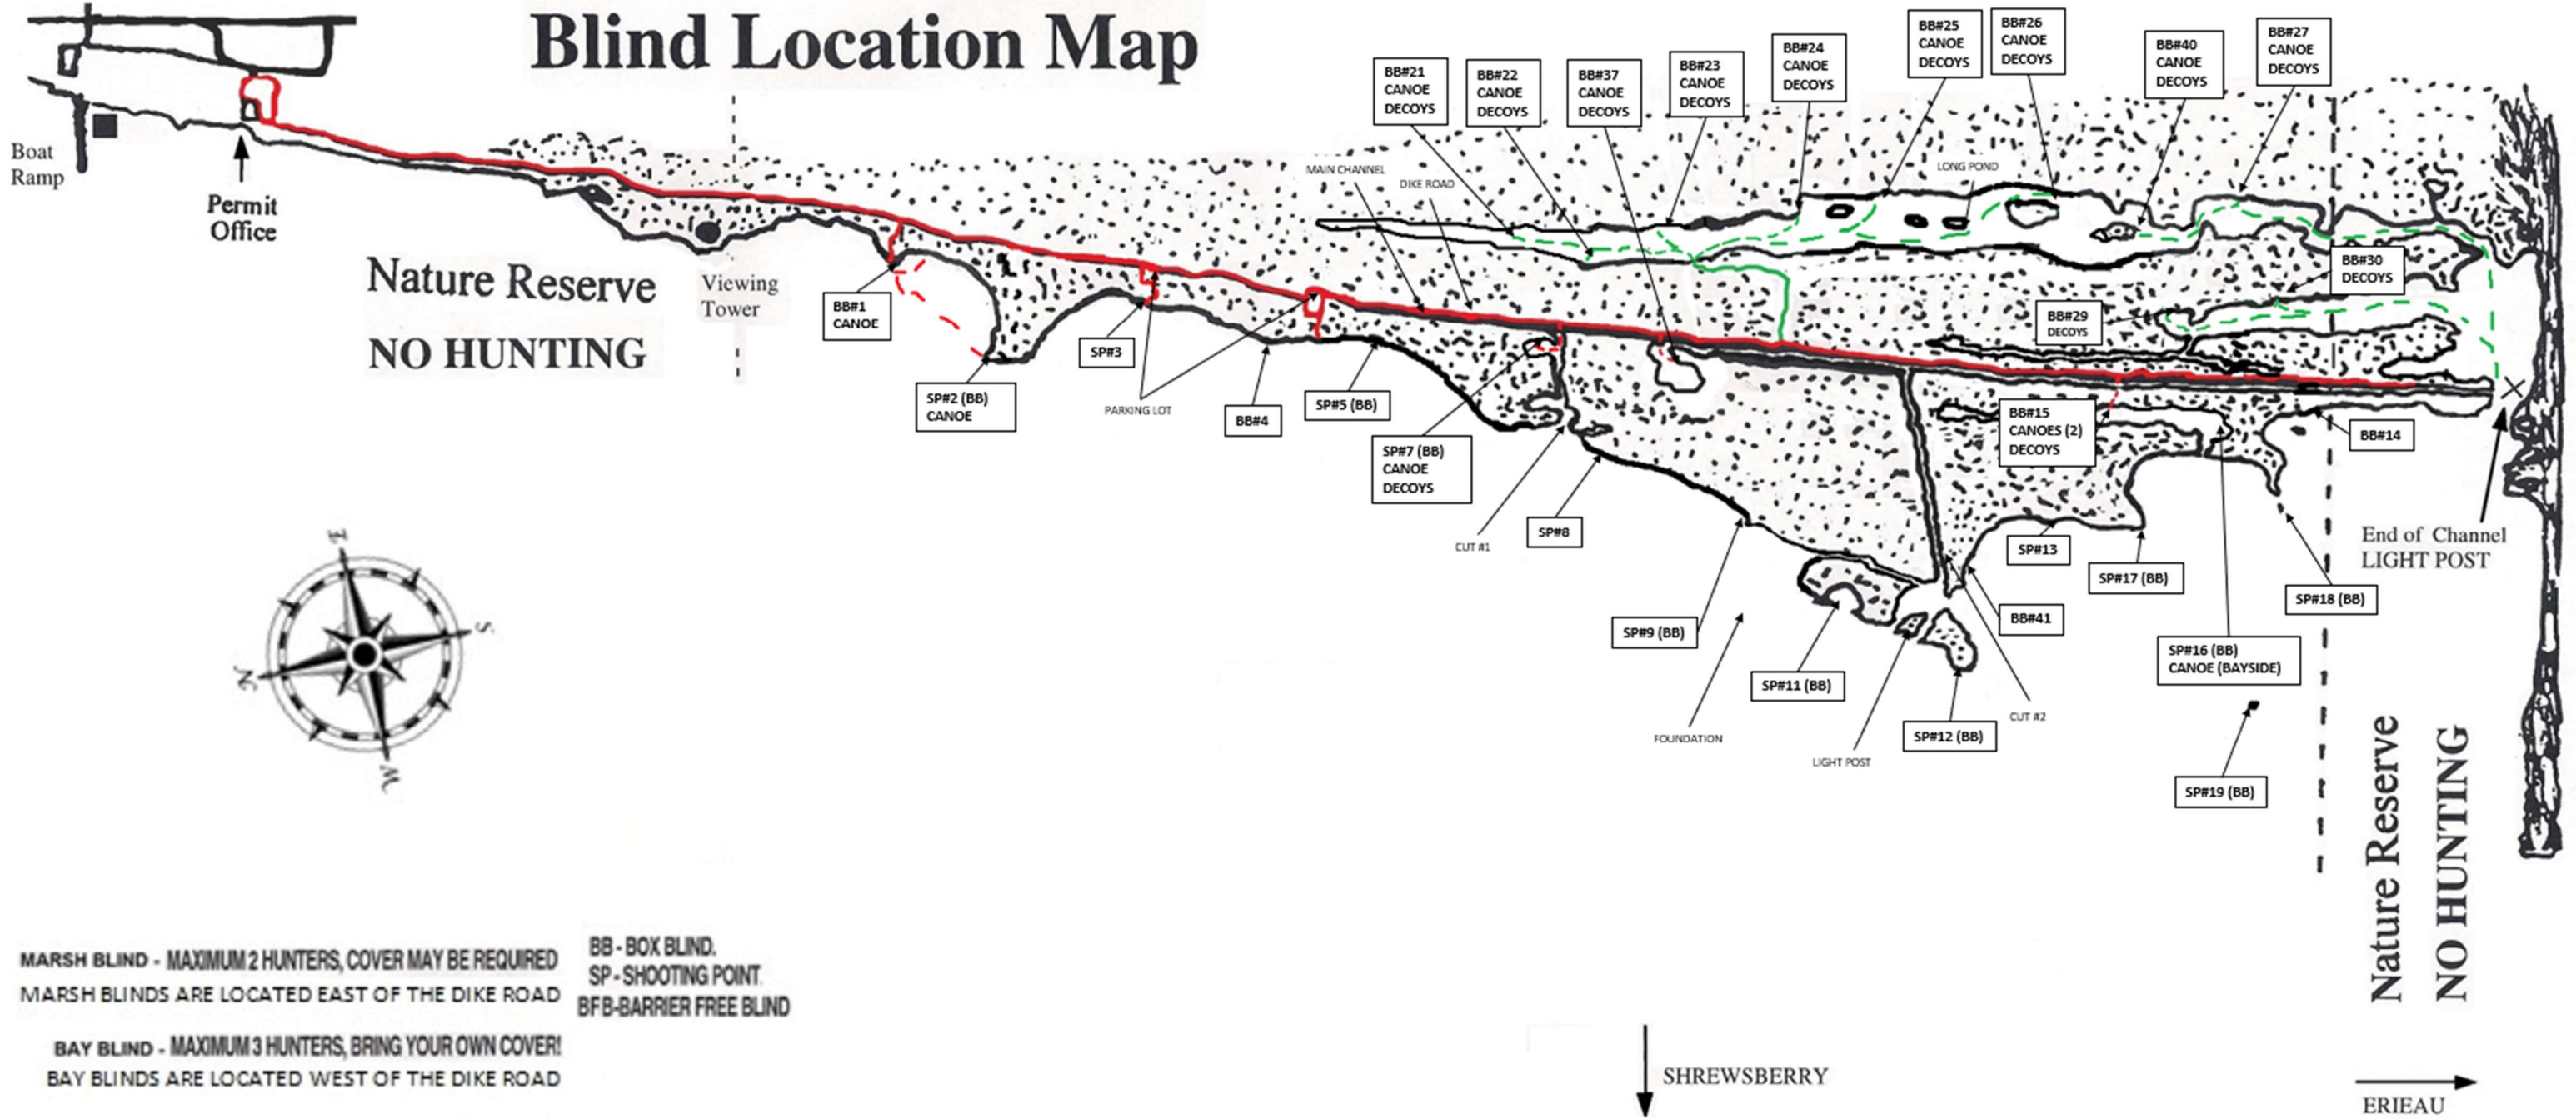 Blind Location Map
BB#21
CANOE
DECOYS
BB#22
CANOE
DECOYS
BB#37
CANOE
DECOYS
BB#23
CANOE
DECOYS
BB#24
CANOE
DECOYS
BB#25
CANOE
DECOYS
BB#26
CANOE
DECOYS
BB#40
CANOE
DECOYS
BB#27
CANOE
DECOYS
Boat
Ramp
Permit
Office
MAIN CHANNEL
DIKE ROAD
LONG POND
Nature Reserve
NO HUNTING
Viewing
Tower
BB#1
CANOE
SP#2 (BB)
CANOE
SP#3
PARKING LOT
BB#4
SP#5 (BB)
SP#7 (BB)
CANOE
DECOYS
CUT #1
SP#8
BB#30
DECOYS
BB#29
DECOYS
BB#15
CANOES (2)
DECOYS
BB#14
End of Channel
LIGHT POST
SP#13
SP#17 (BB)
SP#18 (BB)
BB#41
SP#9 (BB)
SP#11 (BB)
SP#16 (BB)
CANOE (BAYSIDE)
FOUNDATION
LIGHT POST
SP#12 (BB)
CUT #2
SP#19 (BB)
E
S
N
W
Nature Reserve
NO HUNTING
MARSH BLIND - MAXIMUM 2 HUNTERS, COVER MAY BE REQUIRED
MARSH BLINDS ARE LOCATED EAST OF THE DIKE ROAD
BAY BLIND - MAXIMUM 3 HUNTERS, BRING YOUR OWN COVER!
BAY BLINDS ARE LOCATED WEST OF THE DIKE ROAD
BB - BOX BLIND.
SP - SHOOTING POINT.
BFB-BARRIER FREE BLIND
SHREWSBERRY
ERIEAU